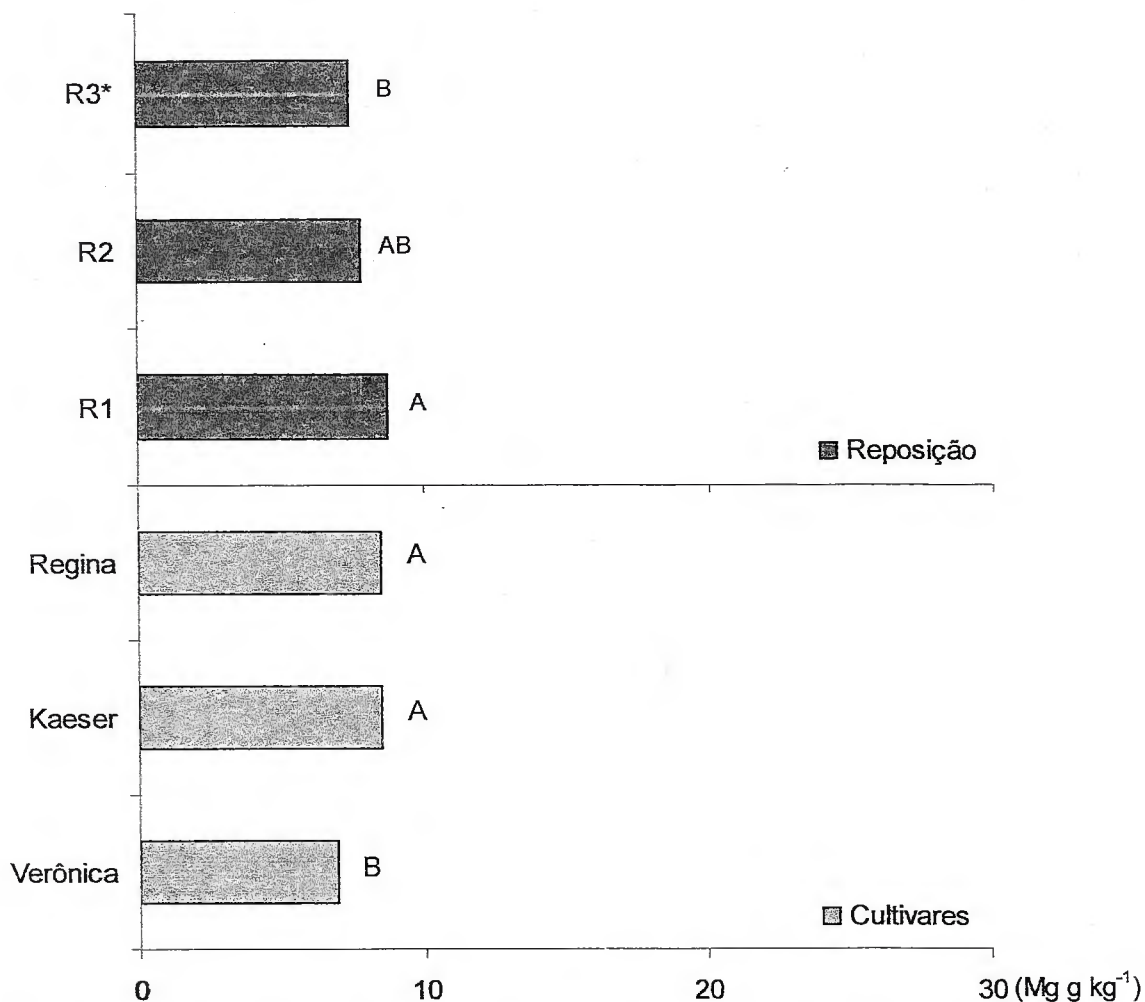 R3* B
R2 AB
R1 A
Reposição
Regina A
Kaeser A
Verônica B
Cultivares
0 10 20 30 (Mg g kg⁻¹)